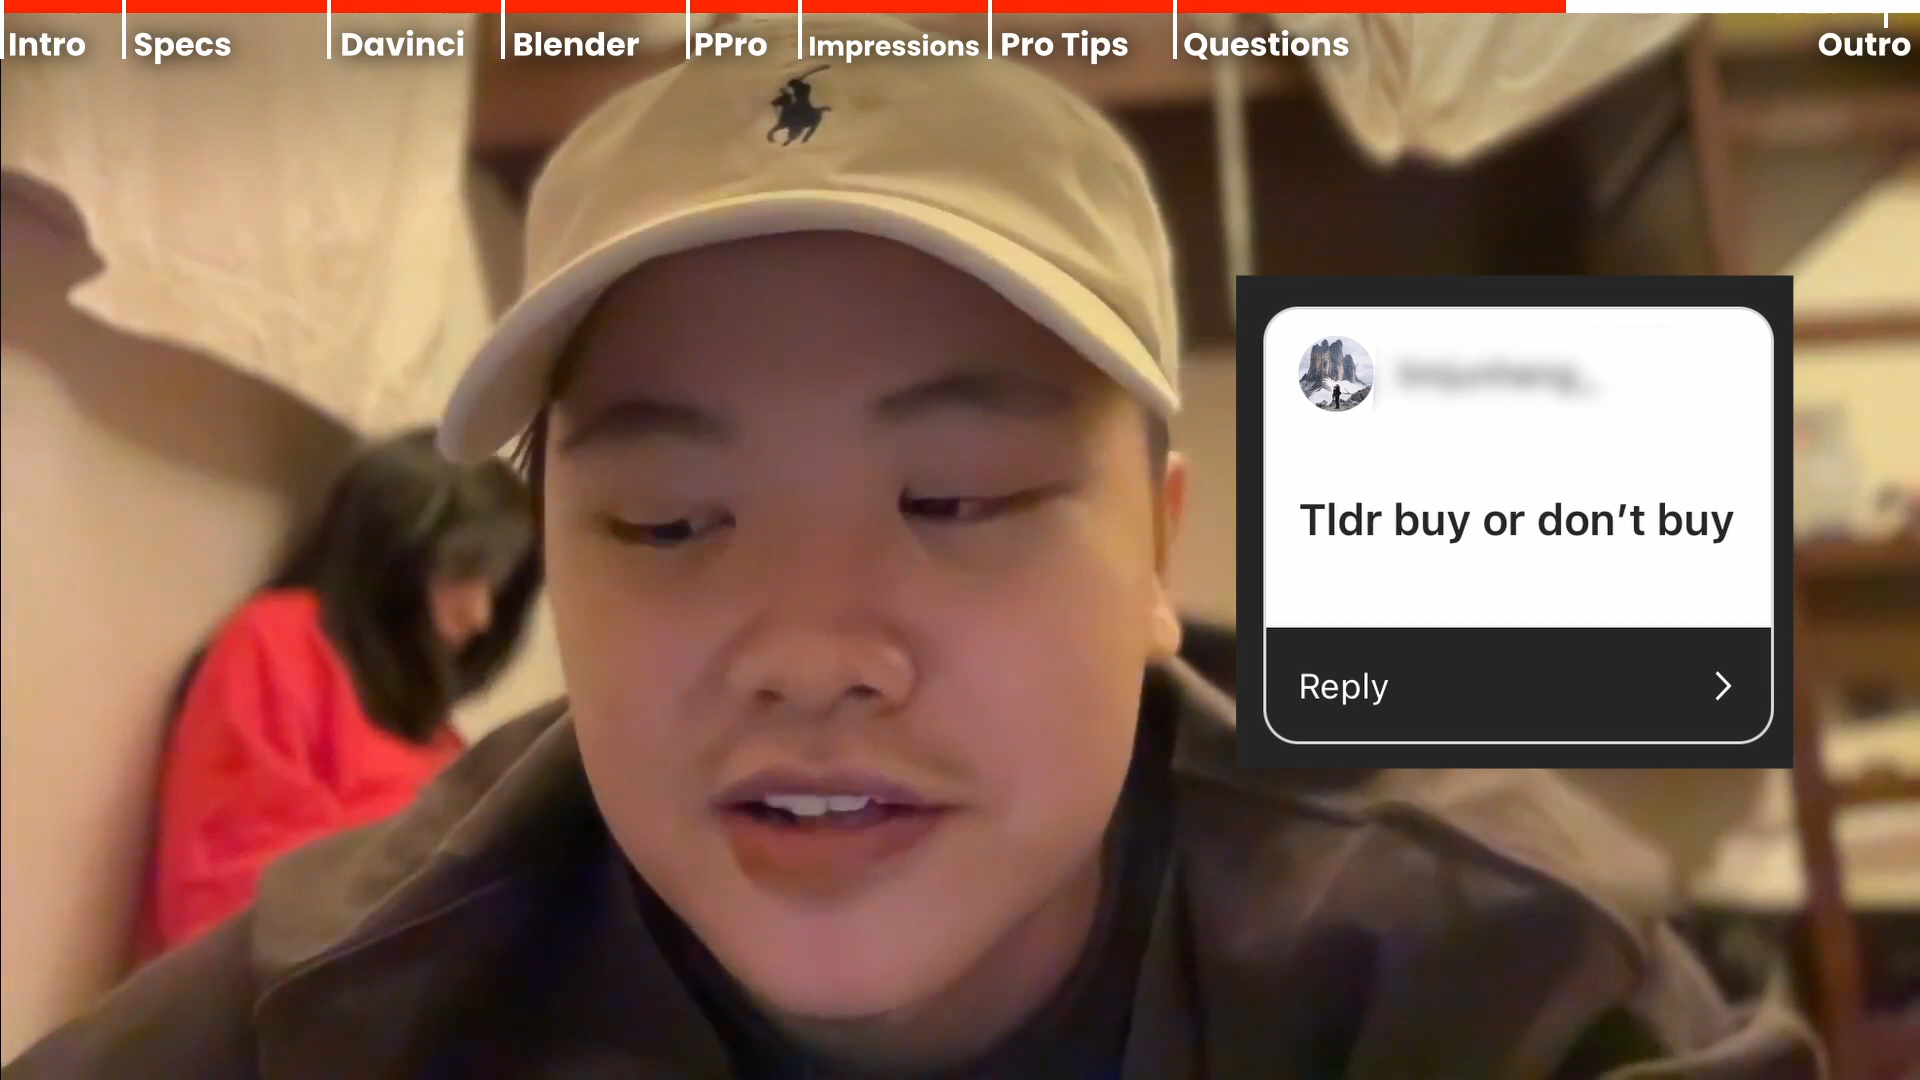 Intro Specs Davinci Blender PPro Impressions Pro Tips Questions Outro
Tldr buy or don't buy
Reply